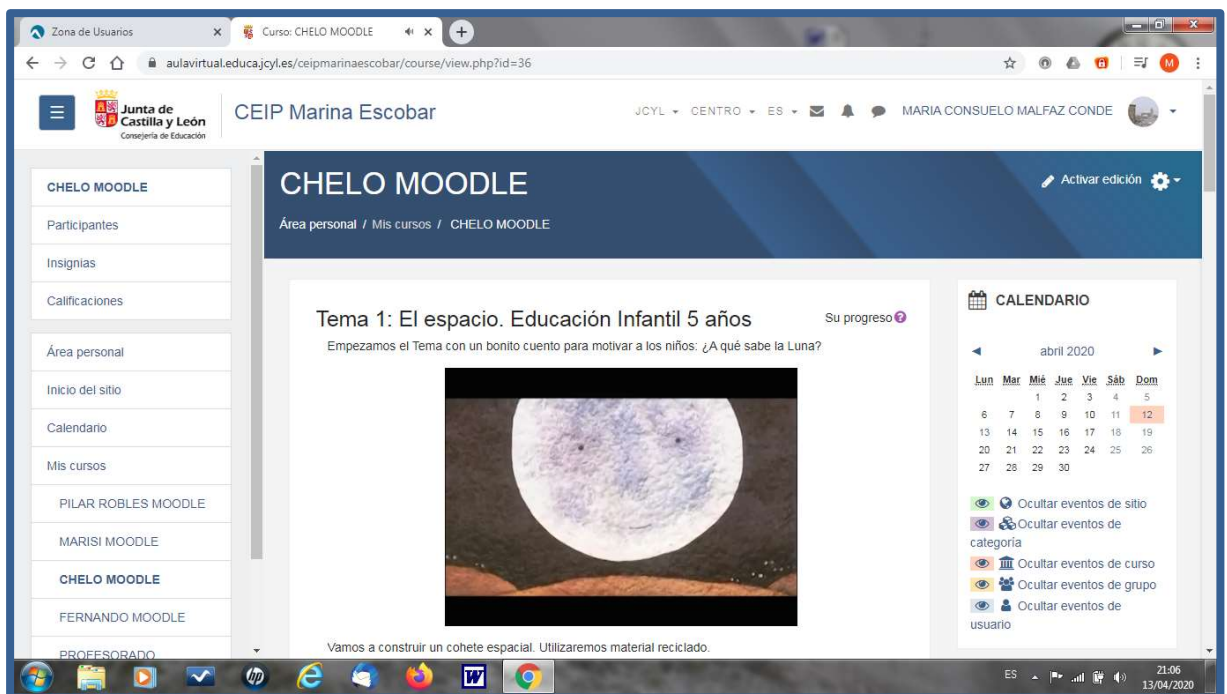 Zona de Usuarios
Curso: CHELO MOODLE
aulavirtual.educa.jcyl.es/ceipmarinaescobar/course/view.php?id=36
M
Junta de
Castilla y León
Consejería de Educación
CEIP Marina Escobar
JCYL
CENTRO
ES
MARIA CONSUELO MALFAZ CONDE
CHELO MOODLE
Participantes
Insignias
Calificaciones
Área personal
Inicio del sitio
Calendario
Mis cursos
PILAR ROBLES MOODLE
MARISI MOODLE
CHELO MOODLE
FERNANDO MOODLE
PROFESORADO
CHELO MOODLE
Activar edición
Área personal / Mis cursos / CHELO MOODLE
Tema 1: El espacio. Educación Infantil 5 años
Su progreso
Empezamos el Tema con un bonito cuento para motivar a los niños: ¿A qué sabe la Luna?
Vamos a construir un cohete espacial. Utilizaremos material reciclado.
CALENDARIO
◄ abril 2020 ►
Lun Mar Mié Jue Vie Sáb Dom
1 2 3 4 5
6 7 8 9 10 11 12
13 14 15 16 17 18 19
20 21 22 23 24 25 26
27 28 29 30
Ocultar eventos de sitio
Ocultar eventos de
categoría
Ocultar eventos de curso
Ocultar eventos de grupo
Ocultar eventos de
usuario
hp
W
ES
21:06
13/04/2020